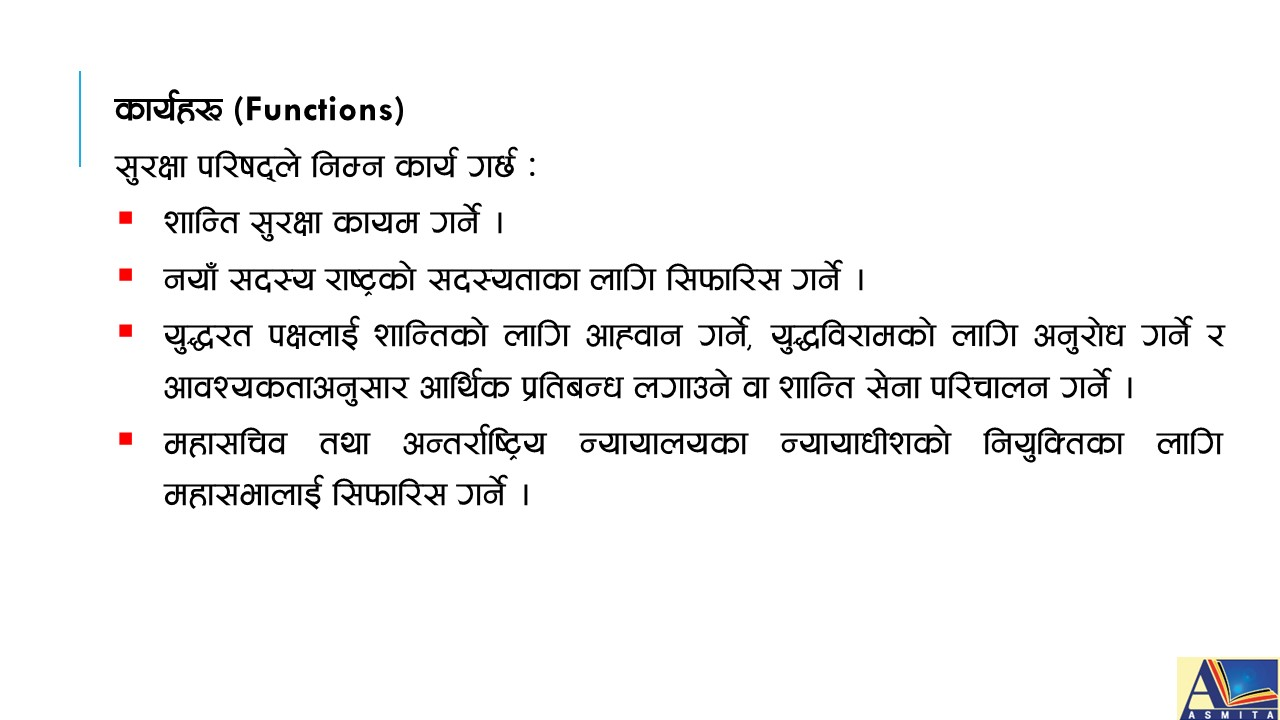 कार्यहरू (Functions)
सुरक्षा परिषद्ले निम्न कार्य गर्छ :
शान्ति सुरक्षा कायम गर्ने ।
नयाँ सदस्य राष्ट्रको सदस्यताका लागि सिफारिस गर्ने ।
युद्धरत पक्षलाई शान्तिको लागि आह्वान गर्ने, युद्धविरामको लागि अनुरोध गर्ने र
आवश्यकताअनुसार आर्थिक प्रतिबन्ध लगाउने वा शान्ति सेना परिचालन गर्ने ।
महासचिव तथा अन्तर्राष्ट्रिय न्यायालयका न्यायाधीशको नियुक्तिका लागि
महासभालाई सिफारिस गर्ने ।
ASMITA